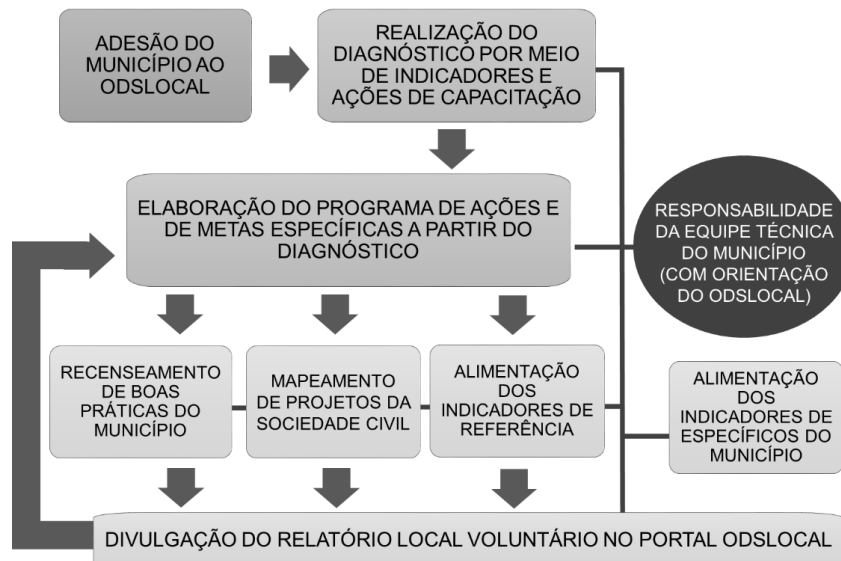 ADESÃO DO
MUNICÍPIO AO
ODSLOCAL
REALIZAÇÃO DO
DIAGNÓSTICO POR MEIO
DE INDICADORES E
AÇÕES DE CAPACITAÇÃO
ELABORAÇÃO DO PROGRAMA DE AÇÕES E
DE METAS ESPECÍFICAS A PARTIR DO
DIAGNÓSTICO
RESPONSABILIDADE
DA EQUIPE TÉCNICA
DO MUNICÍPIO
(COM ORIENTAÇÃO
DO ODSLOCAL)
RECENSEAMENTO
DE BOAS
PRÁTICAS DO
MUNICÍPIO
MAPEAMENTO
DE PROJETOS DA
SOCIEDADE CIVIL
ALIMENTAÇÃO
DOS
INDICADORES DE
REFERÊNCIA
ALIMENTAÇÃO
DOS
INDICADORES DE
ESPECÍFICOS DO
MUNICÍPIO
DIVULGAÇÃO DO RELATÓRIO LOCAL VOLUNTÁRIO NO PORTAL ODSLOCAL